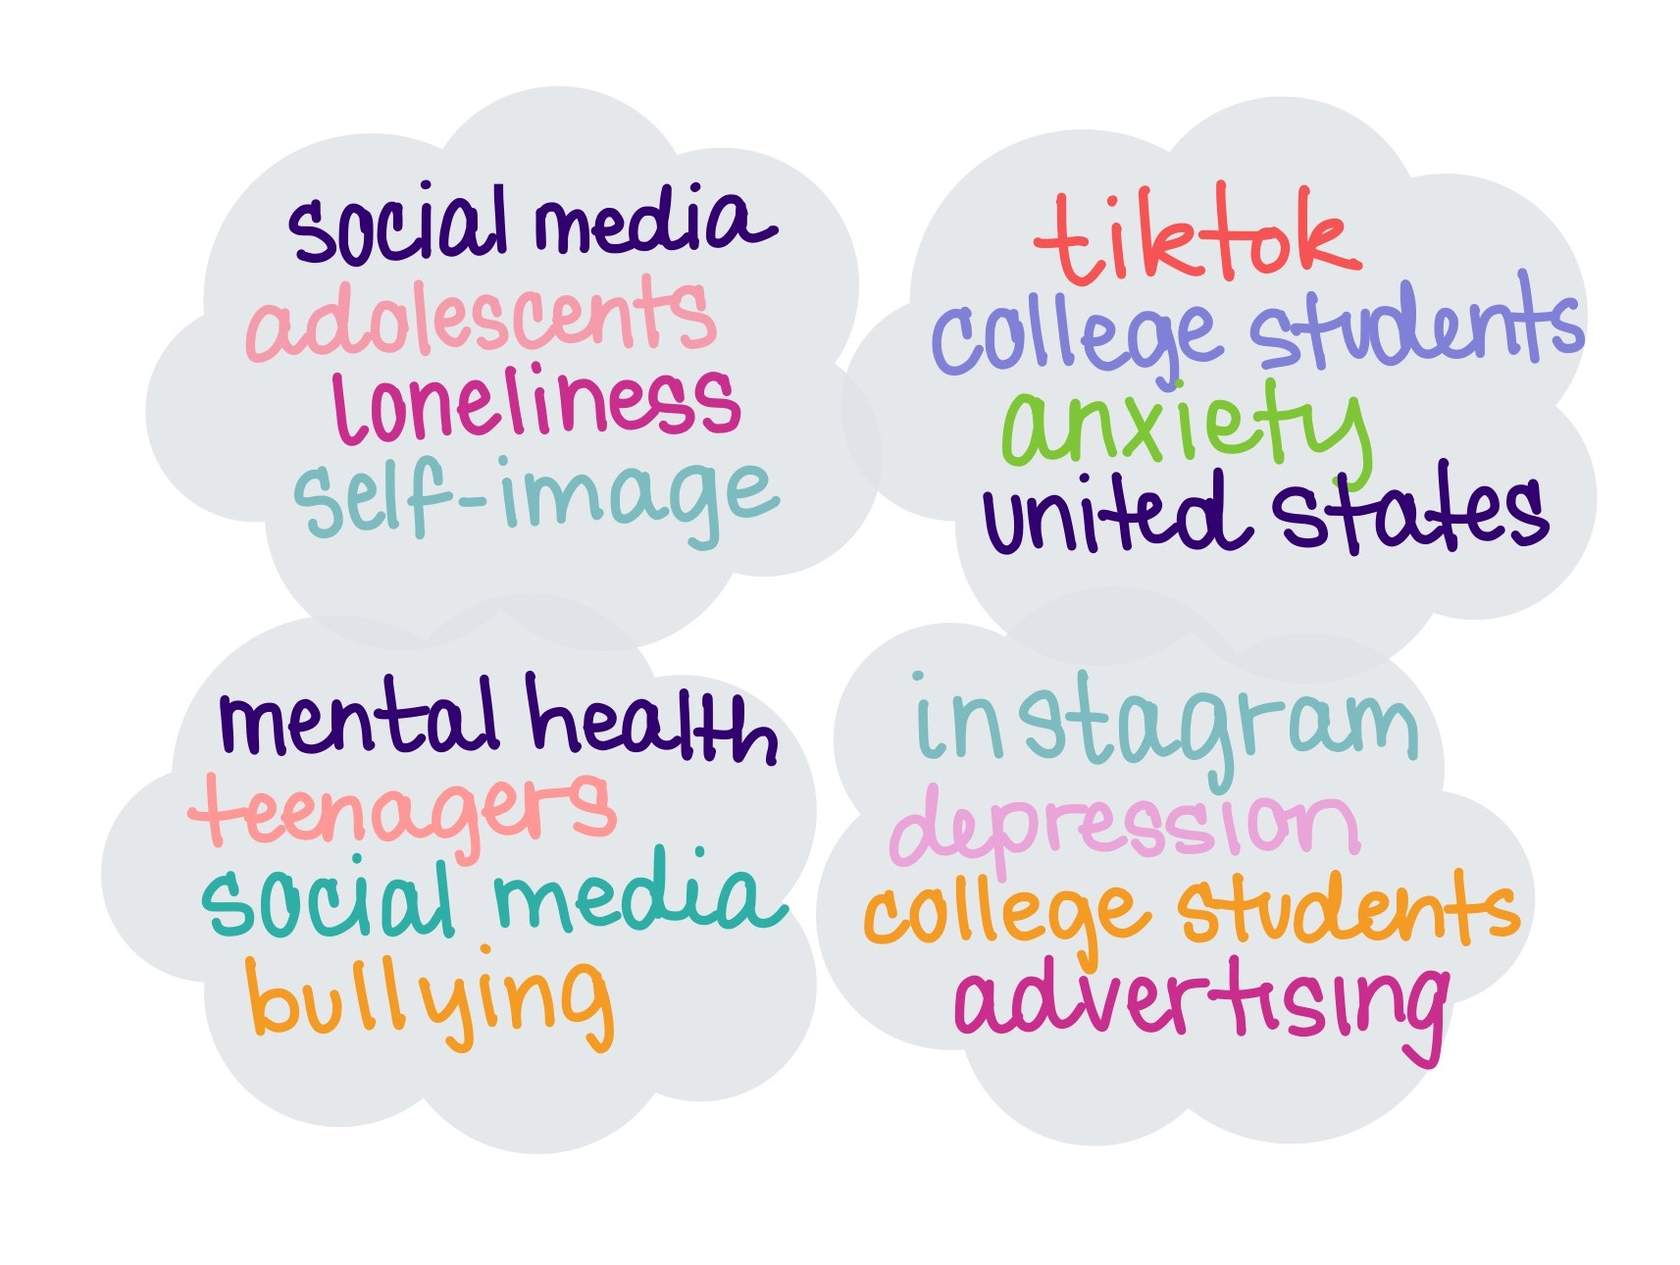 social media
adolescents
loneliness
self-image
tiktok
college students
anxiety
united states
mental health
teenagers
social media
bullying
instagram
depression
college students
advertising